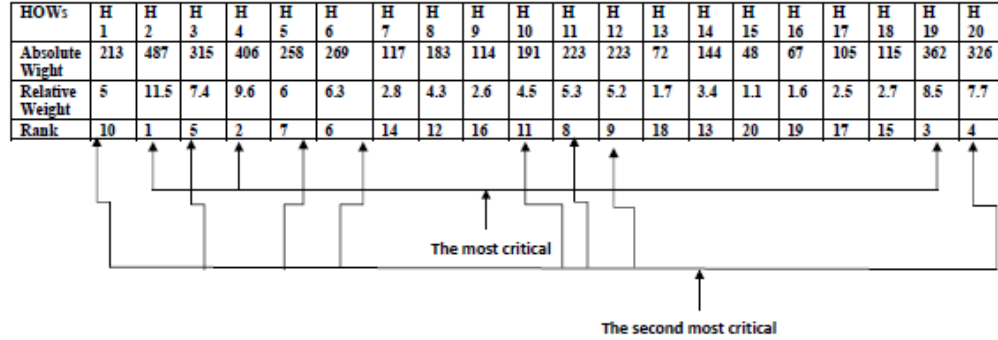 HOWs H 1 H 2 H 3 H 4 H 5 H 6 H 7 H 8 H 9 H 10 H 11 H 12 H 13 H 14 H 15 H 16 H 17 H 18 H 19 H 20
Absolute Wight 213 487 315 406 258 269 117 183 114 191 223 223 72 144 48 67 105 115 362 326
Relative Weight 5 11.5 7.4 9.6 6 6.3 2.8 4.3 2.6 4.5 5.3 5.2 1.7 3.4 1.1 1.6 2.5 2.7 8.5 7.7
Rank 10 1 5 2 7 6 14 12 16 11 8 9 18 13 20 19 17 15 3 4
The most critical
The second most critical